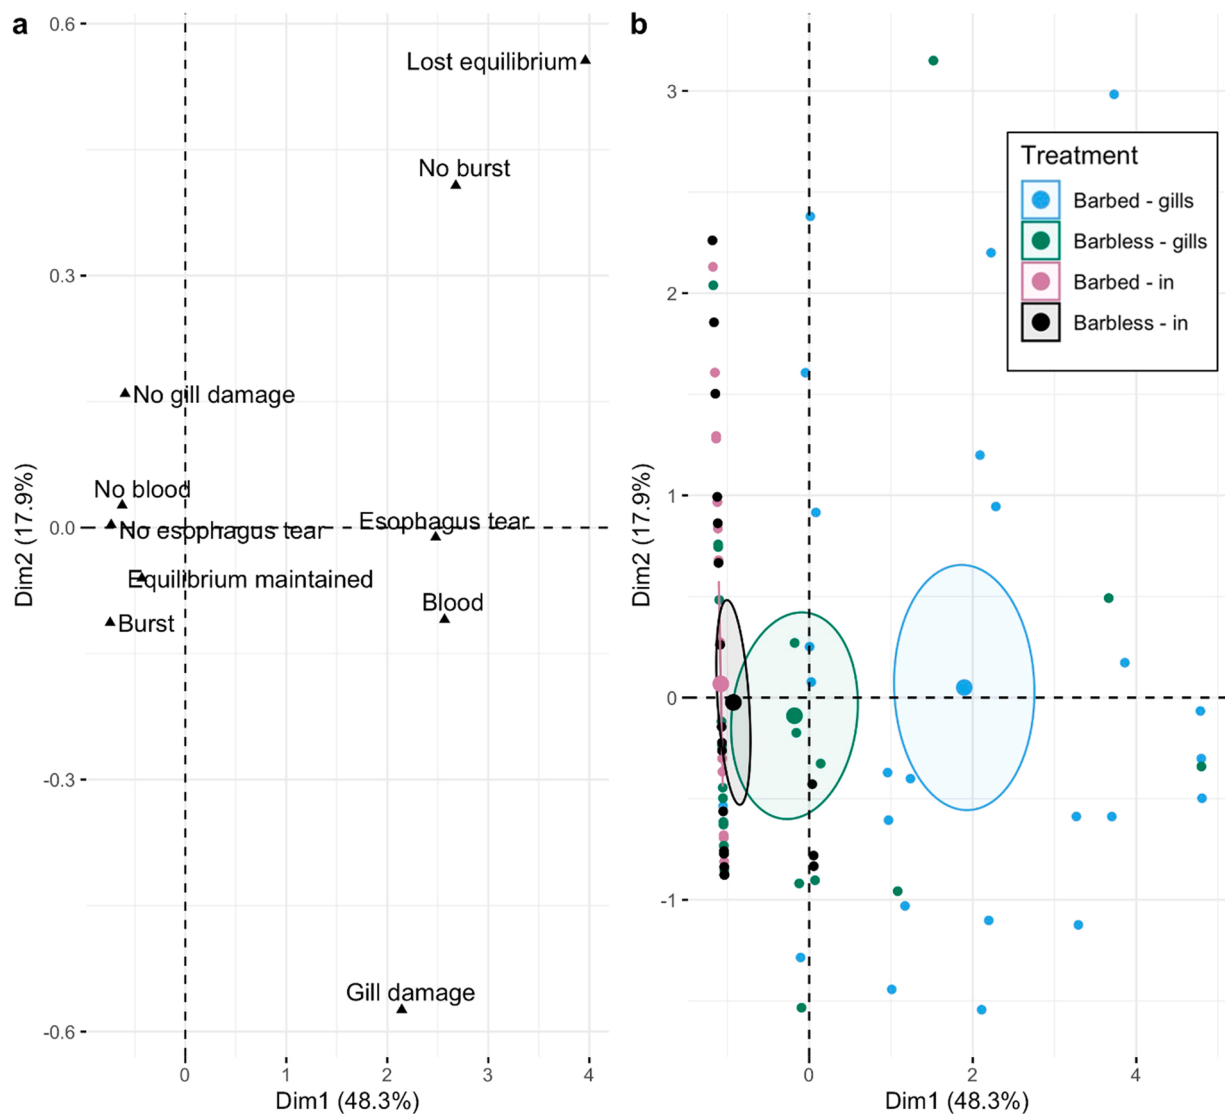 a
0.6
0.3
0.0
-0.3
-0.6
Dim2 (17.9%)
Lost equilibrium
No burst
No gill damage
No blood
Esophagus tear
No esophagus tear
Equilibrium maintained
Blood
Burst
Gill damage
0
1
2
3
4
Dim1 (48.3%)
b
3
2
1
0
-1
Dim2 (17.9%)
Treatment
Barbed - gills
Barbless - gills
Barbed - in
Barbless - in
0
2
4
Dim1 (48.3%)